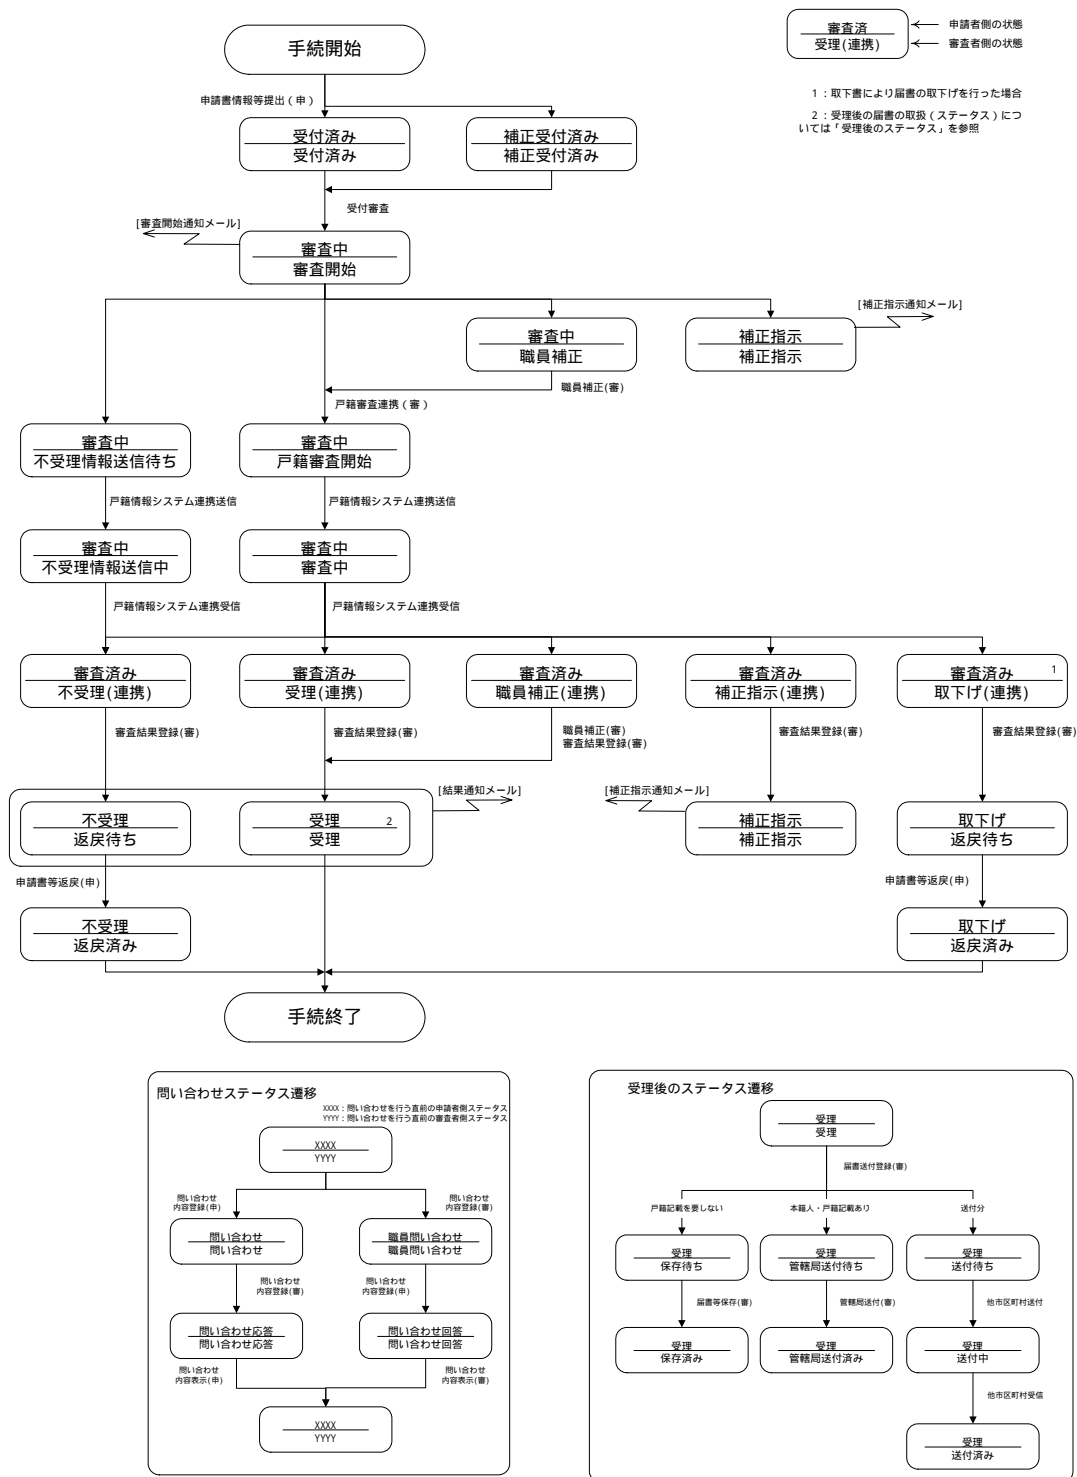 手続開始
審査済
受理(連携)
申請者側の状態
審査者側の状態
1：取下書により届書の取下げを行った場合
2：受理後の届書の取扱（ステータス）につ
いては「受理後のステータス」を参照
申請書情報等提出（申）
受付済み
受付済み
補正受付済み
補正受付済み
受付審査
[審査開始通知メール]
審査中
審査開始
[補正指示通知メール]
審査中
職員補正
補正指示
補正指示
職員補正(審)
戸籍審査連携（審）
審査中
不受理情報送信待ち
審査中
戸籍審査開始
戸籍情報システム連携送信
戸籍情報システム連携送信
審査中
不受理情報送信中
審査中
審査中
戸籍情報システム連携受信
戸籍情報システム連携受信
審査済み
不受理(連携)
審査済み
受理(連携)
審査済み
職員補正(連携)
審査済み
補正指示(連携)
審査済み
取下げ(連携)
1
審査結果登録(審)
審査結果登録(審)
職員補正(審)
審査結果登録(審)
審査結果登録(審)
審査結果登録(審)
[結果通知メール]
[補正指示通知メール]
不受理
返戻待ち
受理
受理
2
補正指示
補正指示
取下げ
返戻待ち
申請書等返戻(申)
申請書等返戻(申)
不受理
返戻済み
取下げ
返戻済み
手続終了
問い合わせステータス遷移
XXXX：問い合わせを行う直前の申請者側ステータス
YYYY：問い合わせを行う直前の審査者側ステータス
XXXX
YYYY
問い合わせ
内容登録(申)
問い合わせ
内容登録(審)
問い合わせ
問い合わせ
職員問い合わせ
職員問い合わせ
問い合わせ
内容登録(審)
問い合わせ
内容登録(申)
問い合わせ応答
問い合わせ応答
問い合わせ回答
問い合わせ回答
問い合わせ
内容表示(申)
問い合わせ
内容表示(審)
XXXX
YYYY
受理後のステータス遷移
受理
受理
届書送付登録(審)
戸籍記載を要しない
本籍人・戸籍記載あり
送付分
受理
保存待ち
受理
管轄局送付待ち
受理
送付待ち
届書等保存(審)
管轄局送付(審)
他市区町村送付
受理
保存済み
受理
管轄局送付済み
受理
送付中
他市区町村受信
受理
送付済み